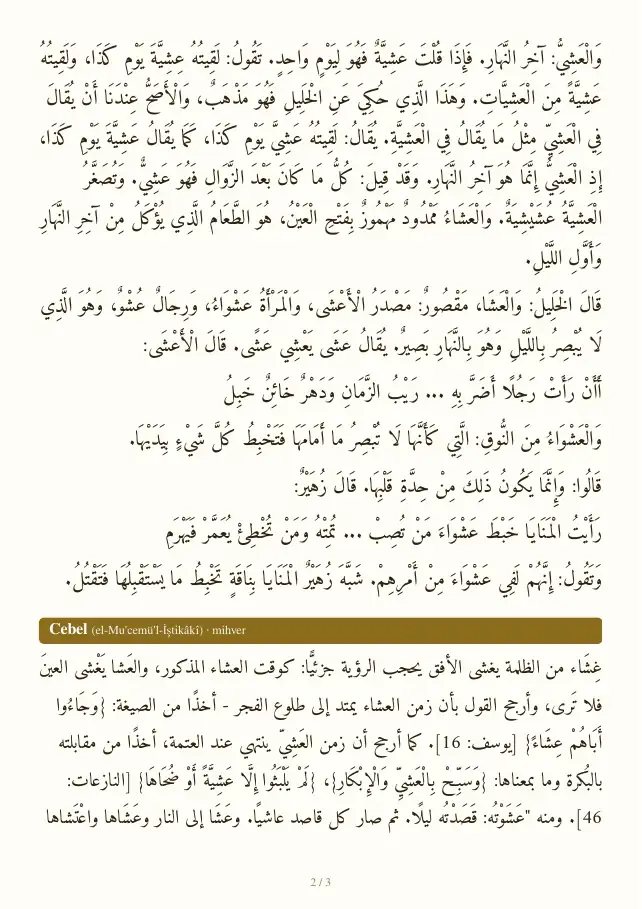 وَالْعَشِيُّ: آخِرُ النَّهَارِ. فَإِذَا قُلْتَ عَشِيَّةٌ فَهُوَ لِيَوْمٍ وَاحِدٍ. تَقُولُ: لَقِيتُهُ عَشِيَّةَ يَوْمِ كَذَا، وَلَقِيتُهُ
عَشِيَّةً مِنَ الْعَشِيَّاتِ. وَهَذَا الَّذِي حُكِيَ عَنِ الْخَلِيلِ فَهُوَ مَذْهَبٌ، وَالْأَصَحُّ عِنْدَنَا أَنْ يُقَالَ
فِي الْعَشِيِّ مِثْلُ مَا يُقَالُ فِي الْعَشِيَّةِ. يُقَالُ: لَقِيتُهُ عَشِيَّ يَوْمِ كَذَا، كَمَا يُقَالُ عَشِيَّةَ يَوْمِ كَذَا،
إِذِ الْعَشِيُّ إِنَّمَا هُوَ آخِرُ النَّهَارِ. وَقَدْ قِيلَ: كُلُّ مَا كَانَ بَعْدَ الزَّوَالِ فَهُوَ عَشِيٌّ. وَتُصَغَّرُ
الْعَشِيَّةُ عُشَيْشِيَةٌ. وَالْعَشَاءُ مَمْدُودٌ مَهْمُوزٌ بِفَتْحِ الْعَيْنُ، هُوَ الطَّعَامُ الَّذِي يُؤْكَلُ مِنْ آخِرِ النَّهَارِ
وَأَوَّلِ اللَّيْلِ.
قَالَ الْخَلِيلُ: وَالْعَشَا، مَقْصُورٌ: مَصْدَرُ الْأَعْشَى، وَالْمَرْأَةُ عَشْوَاءُ، وَرِجَالٌ عُشْوٌ، وَهُوَ الَّذِي
لَا يُبْصِرُ بِاللَّيْلِ وَهُوَ بِالنَّهَارِ بَصِيرٌ. يُقَالُ عَشَى يَعْشِي عَشًى. قَالَ الْأَعْشَى:
أَأَنْ رَأَتْ رَجُلًا أَضَرَّ بِهِ ... رَيْبُ الزَّمَانِ وَدَهْرٌ خَائِنٌ خَبِلُ
وَالْعَشْوَاءُ مِنَ النُّوقِ: الَّتِي كَأَنَّهَا لَا تُبْصِرُ مَا أَمَامَهَا فَتَخْبِطُ كُلَّ شَيْءٍ بِيَدَيْهَا.
قَالُوا: وَإِنَّمَا يَكُونُ ذَلِكَ مِنْ حِدَّةِ قَلْبِهَا. قَالَ زُهَيْرٌ:
رَأَيْتُ الْمَنَايَا خَبْطَ عَشْوَاءَ مَنْ تُصِبْ ... تُمِتْهُ وَمَنْ تُخْطِئْ يُعَمَّرْ فَيَهْرَمِ
وَتَقُولُ: إِنَّهُمْ لَفِي عَشْوَاءَ مِنْ أَمْرِهِمْ. شَبَّهَ زُهَيْرٌ الْمَنَايَا بِنَاقَةٍ تَخْبِطُ مَا يَسْتَقْبِلُهَا فَتَقْتُلُ.
Cebel (el-Mu'cemü'l-İştikâkî) · mihver
غِشَاء من الظلمة يغشى الأفق يحجب الرؤية جزئيًّا: كوقت العشاء المذكور، والعَشا يَغْشى العينَ
فلا تَرى، وأرجح القول بأن زمن العشاء يمتد إلى طلوع الفجر - أخذًا من الصيغة: {وَجَاءُوا
أَبَاهُمْ عِشَاءً} [يوسف: 16]. كما أرجح أن زمن العَشِيّ ينتهي عند العتمة، أخذًا من مقابلته
بالبُكرة وما بمعناها: {وَسَبِّحْ بِالْعَشِيِّ وَالْإِبْكَارِ}، {لَمْ يَلْبَثُوا إِلَّا عَشِيَّةً أَوْ ضُحَاهَا} [النازعات:
46]. ومنه "عَشَوْتُه: قَصَدْتُه ليلًا. ثم صار كل قاصد عاشيًا. وعَشَا إلى النار وعَشَاها واعْتَشاها
2 / 3